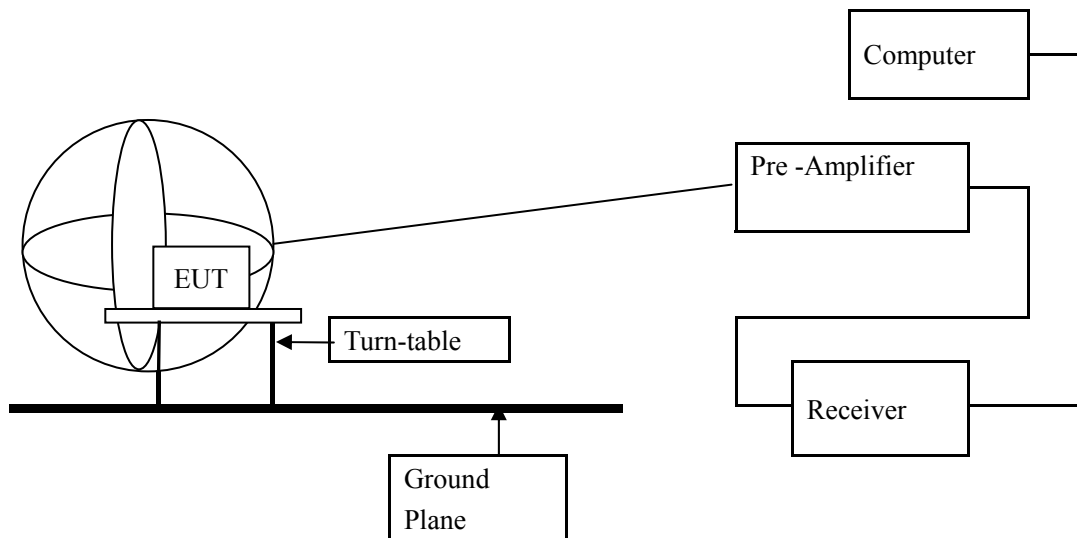 Computer
Pre -Amplifier
EUT
Turn-table
Receiver
Ground
Plane